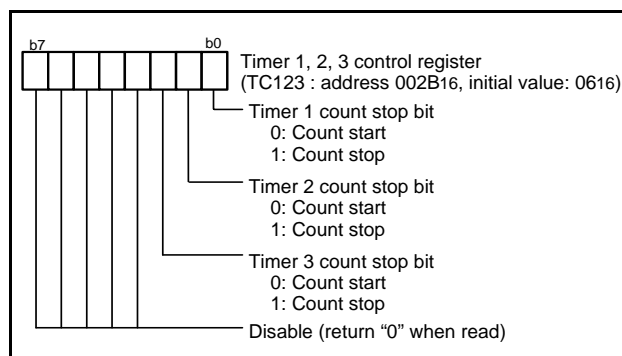 b7
b0
Timer 1, 2, 3 control register
(TC123 : address 002B16, initial value: 0616)
Timer 1 count stop bit
0: Count start
1: Count stop
Timer 2 count stop bit
0: Count start
1: Count stop
Timer 3 count stop bit
0: Count start
1: Count stop
Disable (return “0” when read)